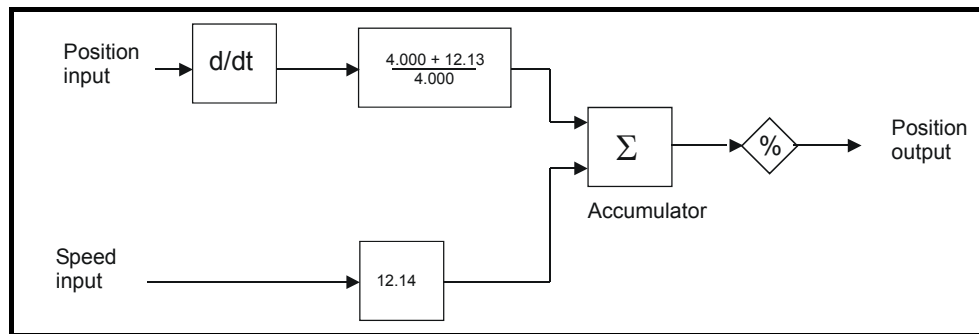 Position
input
d/dt
4.000 + 12.13
4.000
Σ
Accumulator
%
Position
output
Speed
input
12.14